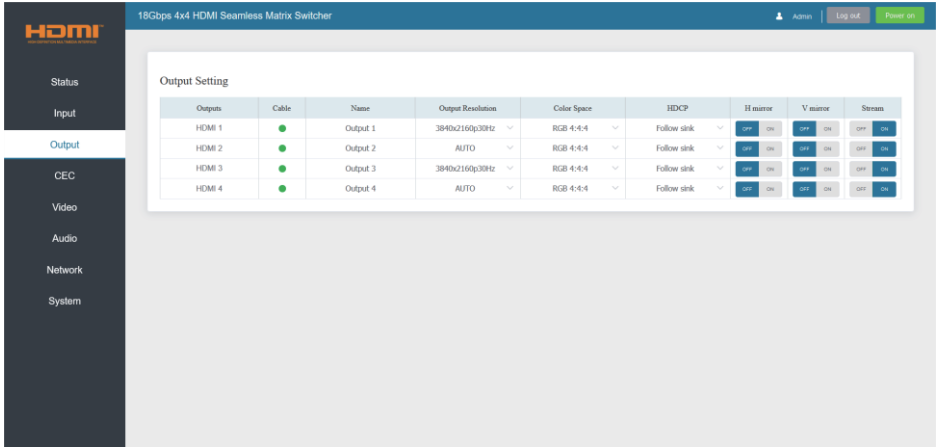 HDMI
HIGH-DEFINITION MULTIMEDIA INTERFACE
18Gbps 4x4 HDMI Seamless Matrix Switcher
Admin
Log out
Power on
Status
Input
Output
CEC
Video
Audio
Network
System
Output Setting
Outputs Cable Name Output Resolution Color Space HDCP H mirror V mirror Stream
HDMI 1 Output 1 3840x2160p30Hz RGB 4:4:4 Follow sink OFF ON OFF ON OFF ON
HDMI 2 Output 2 AUTO RGB 4:4:4 Follow sink OFF ON OFF ON OFF ON
HDMI 3 Output 3 3840x2160p30Hz RGB 4:4:4 Follow sink OFF ON OFF ON OFF ON
HDMI 4 Output 4 AUTO RGB 4:4:4 Follow sink OFF ON OFF ON OFF ON